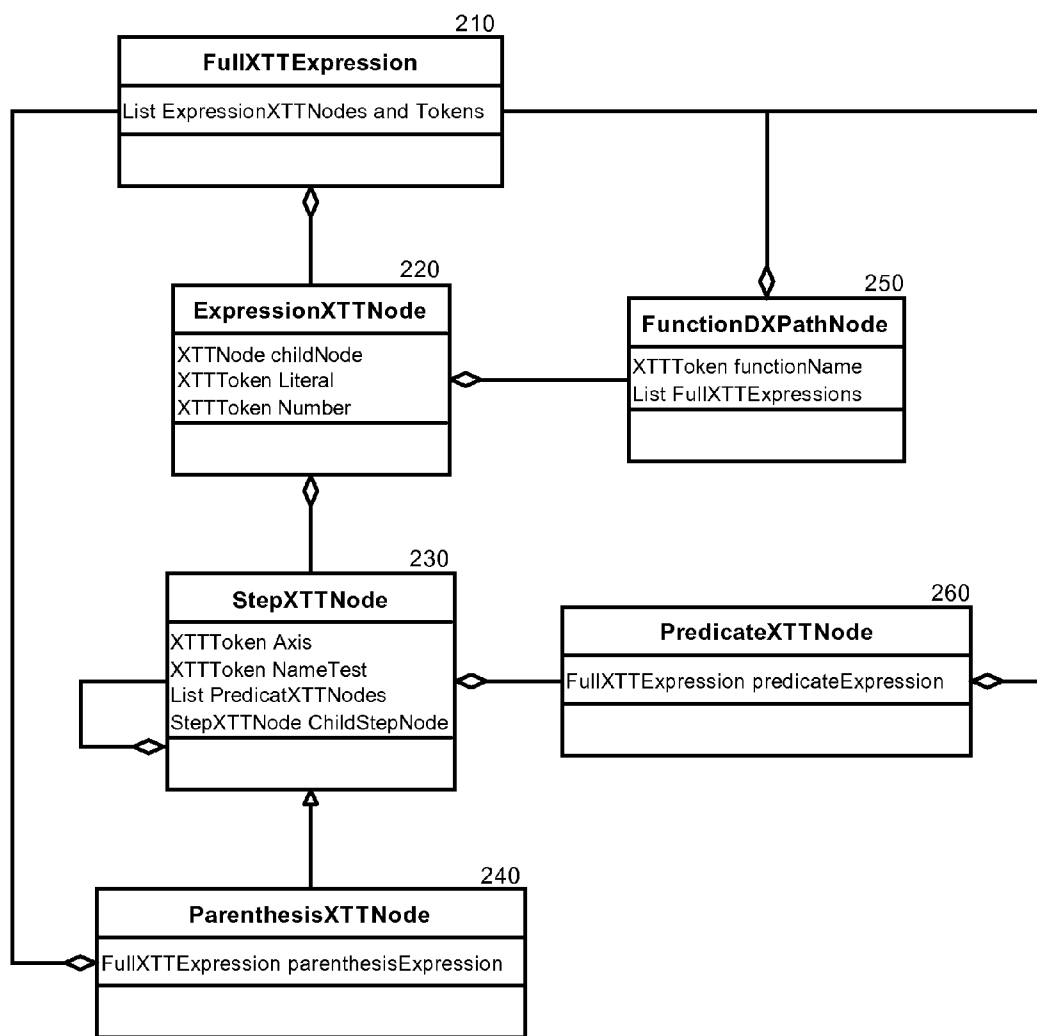 210
FullXTTExpression
List ExpressionXTTNodes and Tokens
220
ExpressionXTTNode
XTTNode childNode
XTTToken Literal
XTTToken Number
250
FunctionDXPathNode
XTTToken functionName
List FullXTTExpressions
230
StepXTTNode
XTTToken Axis
XTTToken NameTest
List PredicatXTTNodes
StepXTTNode ChildStepNode
260
PredicateXTTNode
FullXTTExpression predicateExpression
240
ParenthesisXTTNode
FullXTTExpression parenthesisExpression